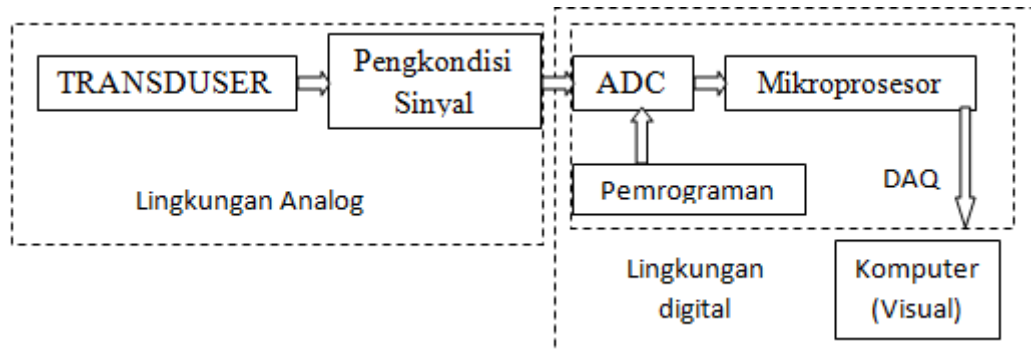 TRANSDUSER
Pengkondisi
Sinyal
ADC
Mikroprosesor
Pemrograman
DAQ
Lingkungan Analog
Lingkungan
digital
Komputer
(Visual)